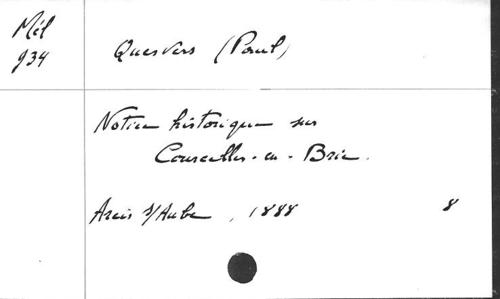 Mél
934
Quesvers (Paul)
Notice historique sur
Courcelles-en-Brie.
Arcis s/Aube, 1888 8